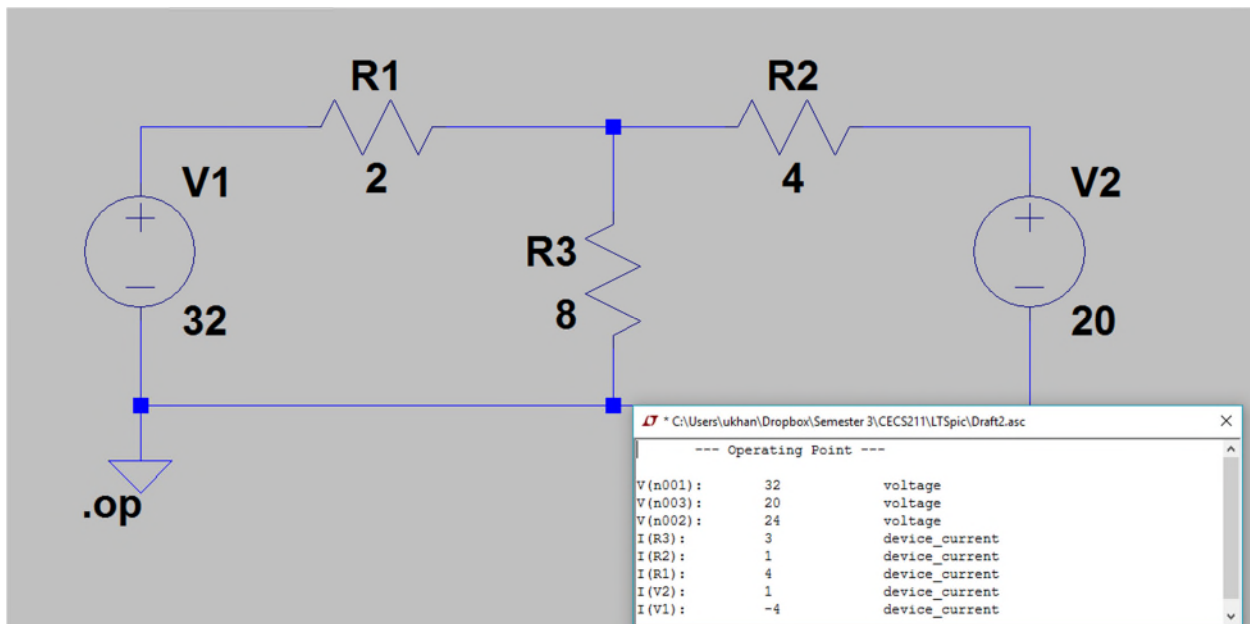 R1
R2
2
4
V1
V2
R3
8
32
20
.op
* C:\Users\ukhan\Dropbox\Semester 3\CECS211\LTSpic\Draft2.asc
--- Operating Point ---
V(n001): 32 voltage
V(n003): 20 voltage
V(n002): 24 voltage
I(R3): 3 device_current
I(R2): 1 device_current
I(R1): 4 device_current
I(V2): 1 device_current
I(V1): -4 device_current